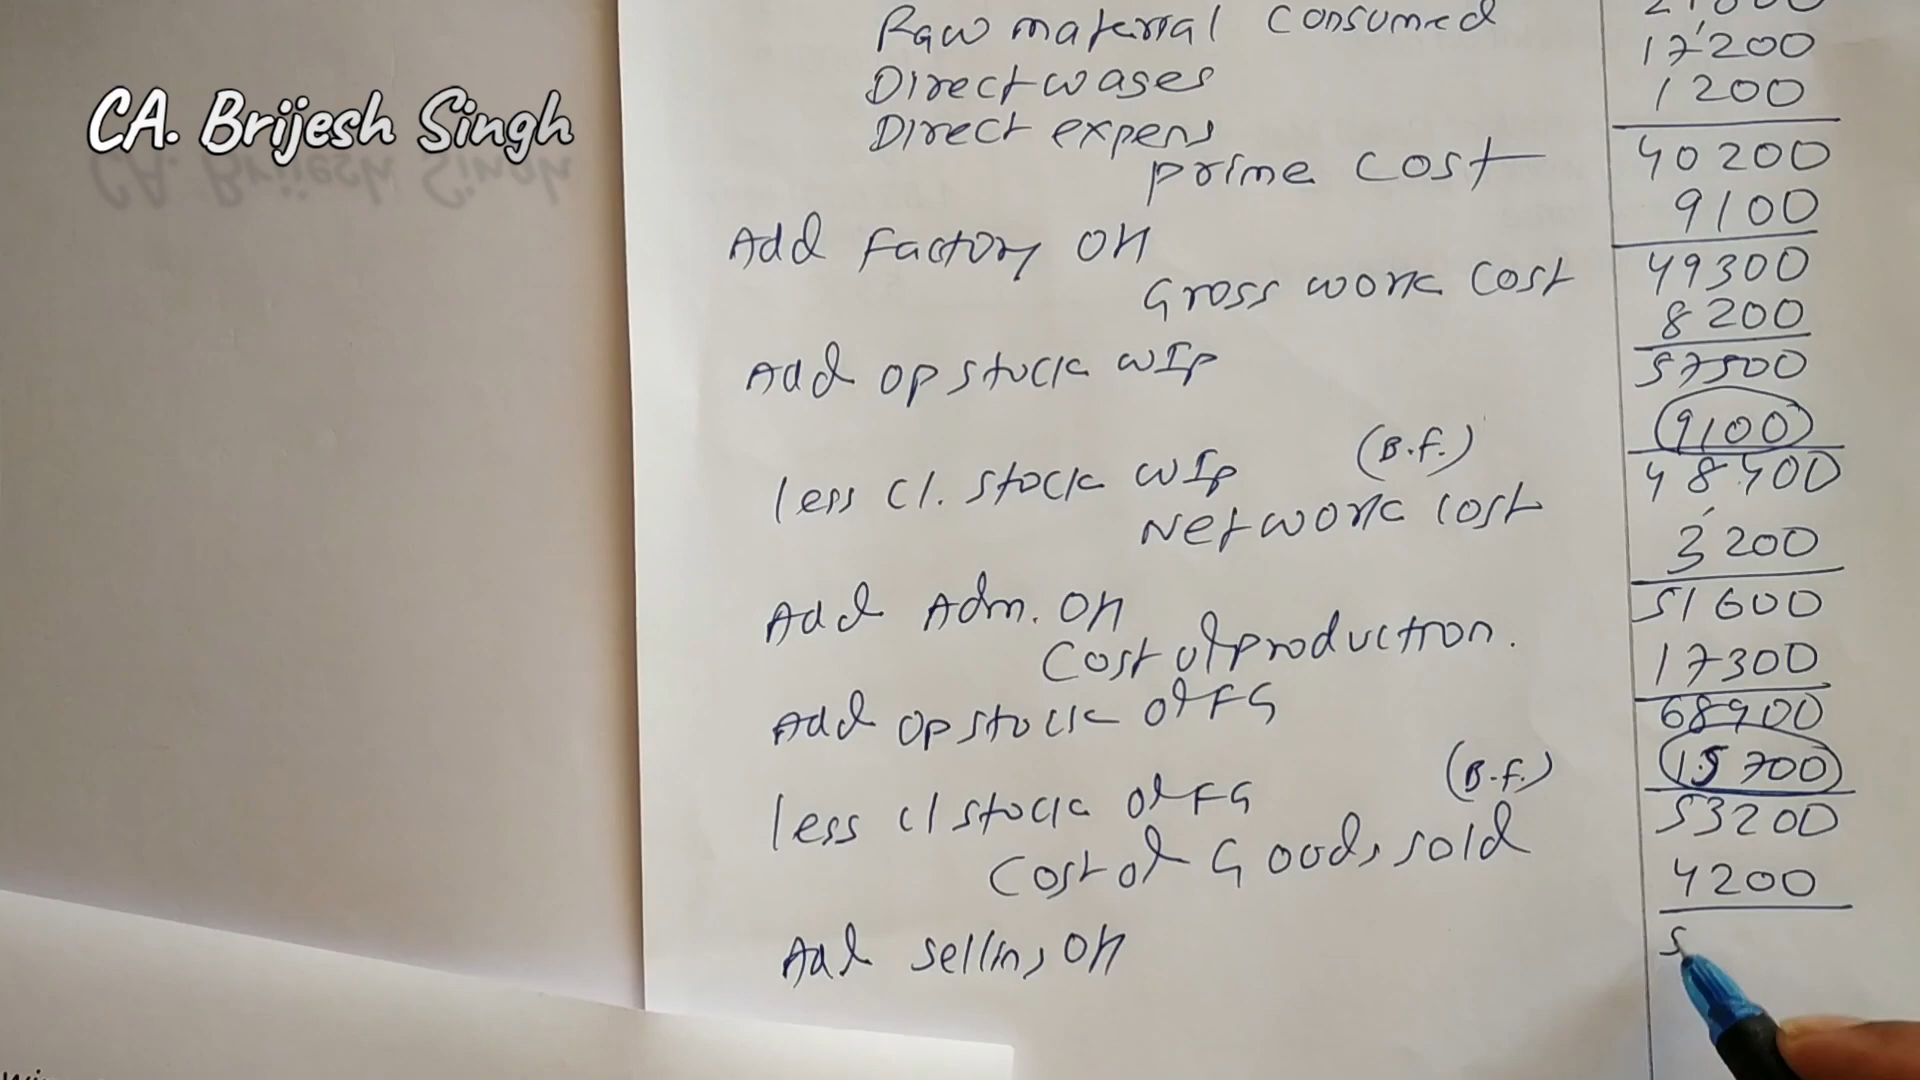 CA. Brijesh Singh
Raw material Consumed
17200
Direct wages 1200
Direct expens
Prime Cost 40200
9100
Add Factory OH
Gross work Cost 49300
8200
Add op stock WIP 57500
(B.f.) 9100
less cl. stock WIP 48400
Net work Cost
3200
Add Adm. OH 51600
Cost of production. 17300
Add op stock of FG 68900
(B.f.) 15700
less cl stock of FG 53200
Cost of Goods sold
4200
Add selling OH 5